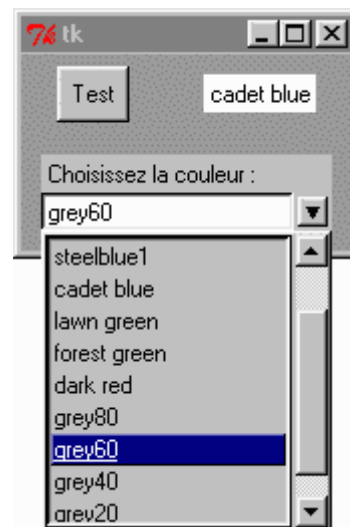 tk
Test
cadet blue
Choisissez la couleur :
grey60
steelblue1
cadet blue
lawn green
forest green
dark red
grey80
grey60
grey40
grey20